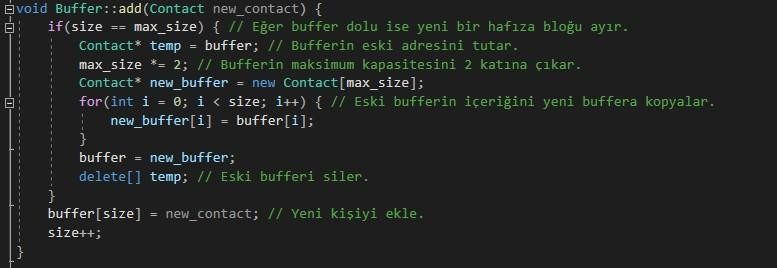 void Buffer::add(Contact new_contact) {
if(size == max_size) { // Eğer buffer dolu ise yeni bir hafıza bloğu ayır.
Contact* temp = buffer; // Bufferin eski adresini tutar.
max_size *= 2; // Bufferin maksimum kapasitesini 2 katına çıkar.
Contact* new_buffer = new Contact[max_size];
for(int i = 0; i < size; i++) { // Eski bufferin içeriğini yeni buffera kopyalar.
new_buffer[i] = buffer[i];
}
buffer = new_buffer;
delete[] temp; // Eski bufferi siler.
}
buffer[size] = new_contact; // Yeni kişiyi ekle.
size++;
}